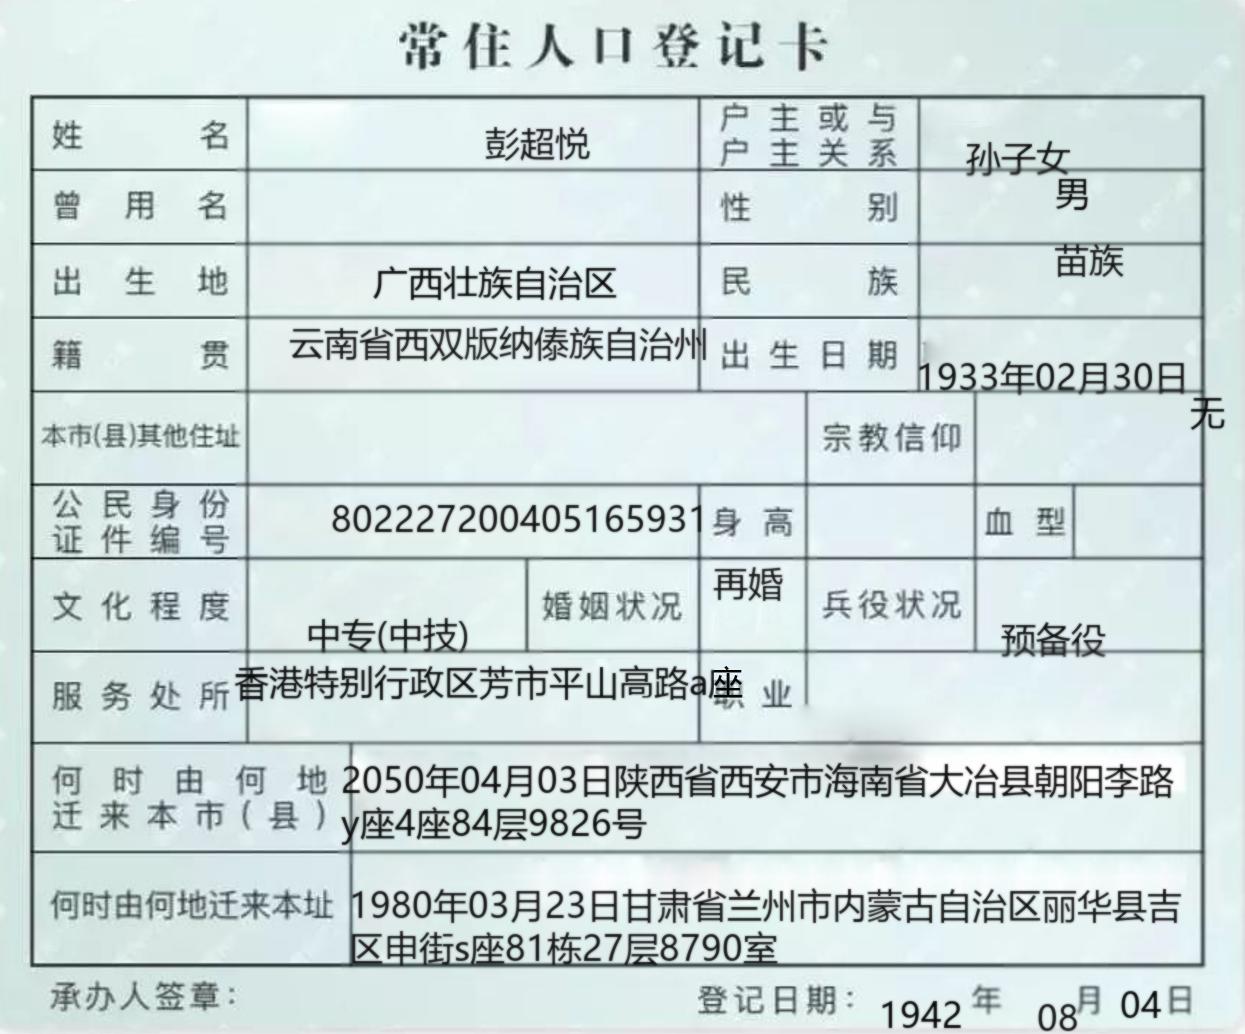 常住人口登记卡
姓名 彭超悦 户主或与户主关系 孙子女
曾用名 性别 男
出生地 广西壮族自治区 民族 苗族
籍贯 云南省西双版纳傣族自治州 出生日期 1933年02月30日
本市(县)其他住址 宗教信仰 无
公民身份证件编号 802227200405165931 身高 血型
文化程度 中专(中技) 婚姻状况 再婚 兵役状况 预备役
服务处所 香港特别行政区芳市平山高路a座 职业
何时由何地迁来本市(县) 2050年04月03日陕西省西安市海南省大冶县朝阳李路
y座4座84层9826号
何时由何地迁来本址 1980年03月23日甘肃省兰州市内蒙古自治区丽华县吉
区申街s座81栋27层8790室
承办人签章： 登记日期： 1942年08月04日